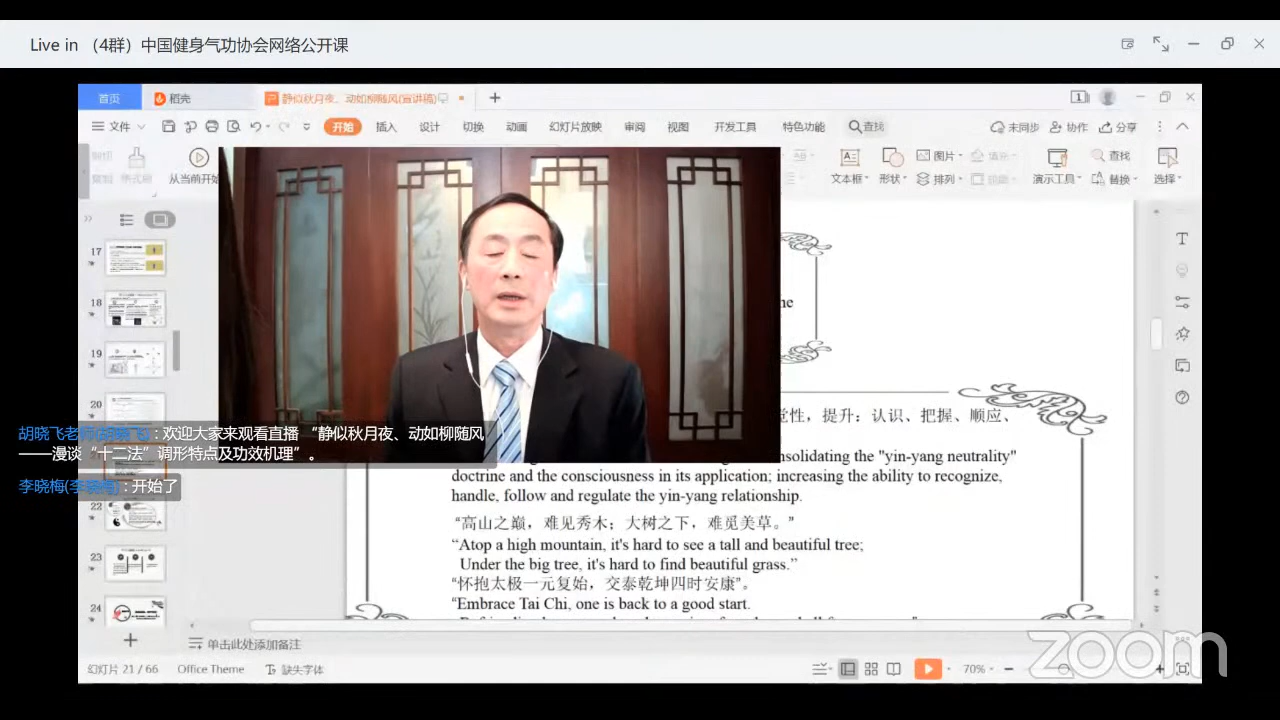 Live in （4群）中国健身气功协会网络公开课
首页
稻壳
静似秋月夜、动如柳随风(宣讲稿)
文件
开始
插入
设计
切换
动画
幻灯片放映
审阅
视图
开发工具
特色功能
查找
未同步
协作
分享
从当前开始
文本框
形状
图片
排列
填充
演示工具
查找
替换
选择
17
18
19
20
22
23
24
觉性，提升：认识、把握、顺应、
nsolidating the "yin-yang neutrality"
doctrine and the consciousness in its application; increasing the ability to recognize,
handle, follow and regulate the yin-yang relationship.
“高山之巅，难见秀木；大树之下，难觅美草。”
“Atop a high mountain, it's hard to see a tall and beautiful tree;
Under the big tree, it's hard to find beautiful grass.”
“怀抱太极一元复始，交泰乾坤四时安康”。
“Embrace Tai Chi, one is back to a good start.
: 欢迎大家来观看直播 “静似秋月夜、动如柳随风
——漫谈“十二法”调形特点及功效机理”。
李晓梅(李晓梅) : 开始了
单击此处添加备注
幻灯片 21 / 66
Office Theme
缺失字体
70%
zoom